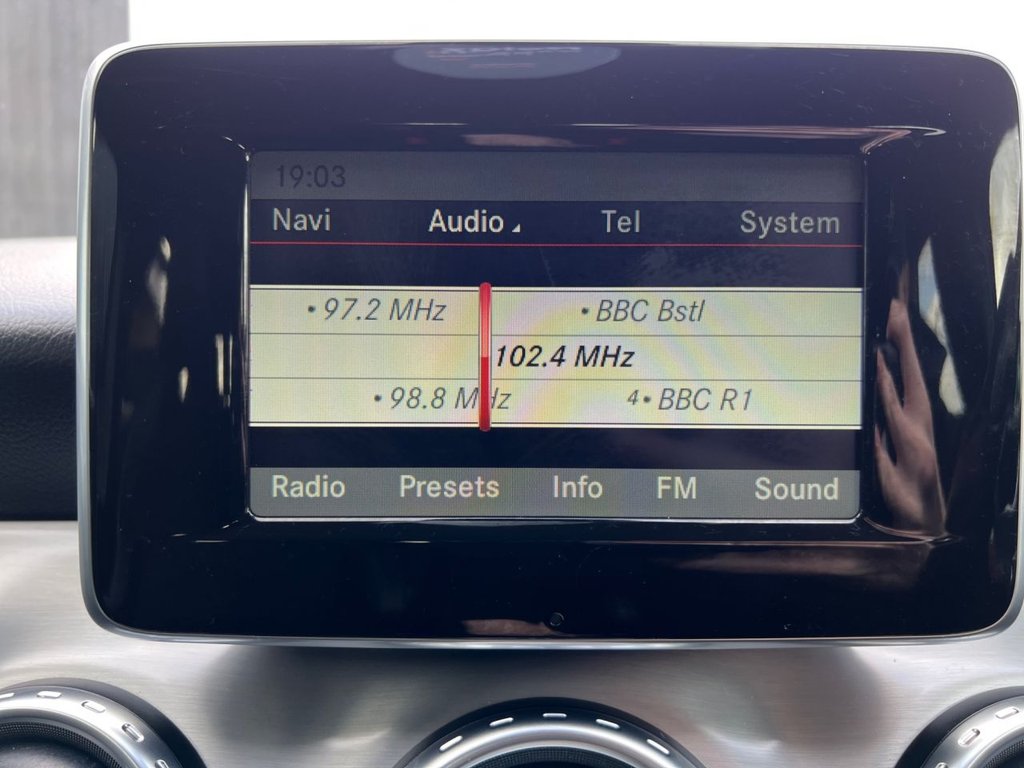 19:03
Navi Audio Tel System
• 97.2 MHz • BBC Bstl
102.4 MHz
• 98.8 MHz 4 • BBC R1
Radio Presets Info FM Sound